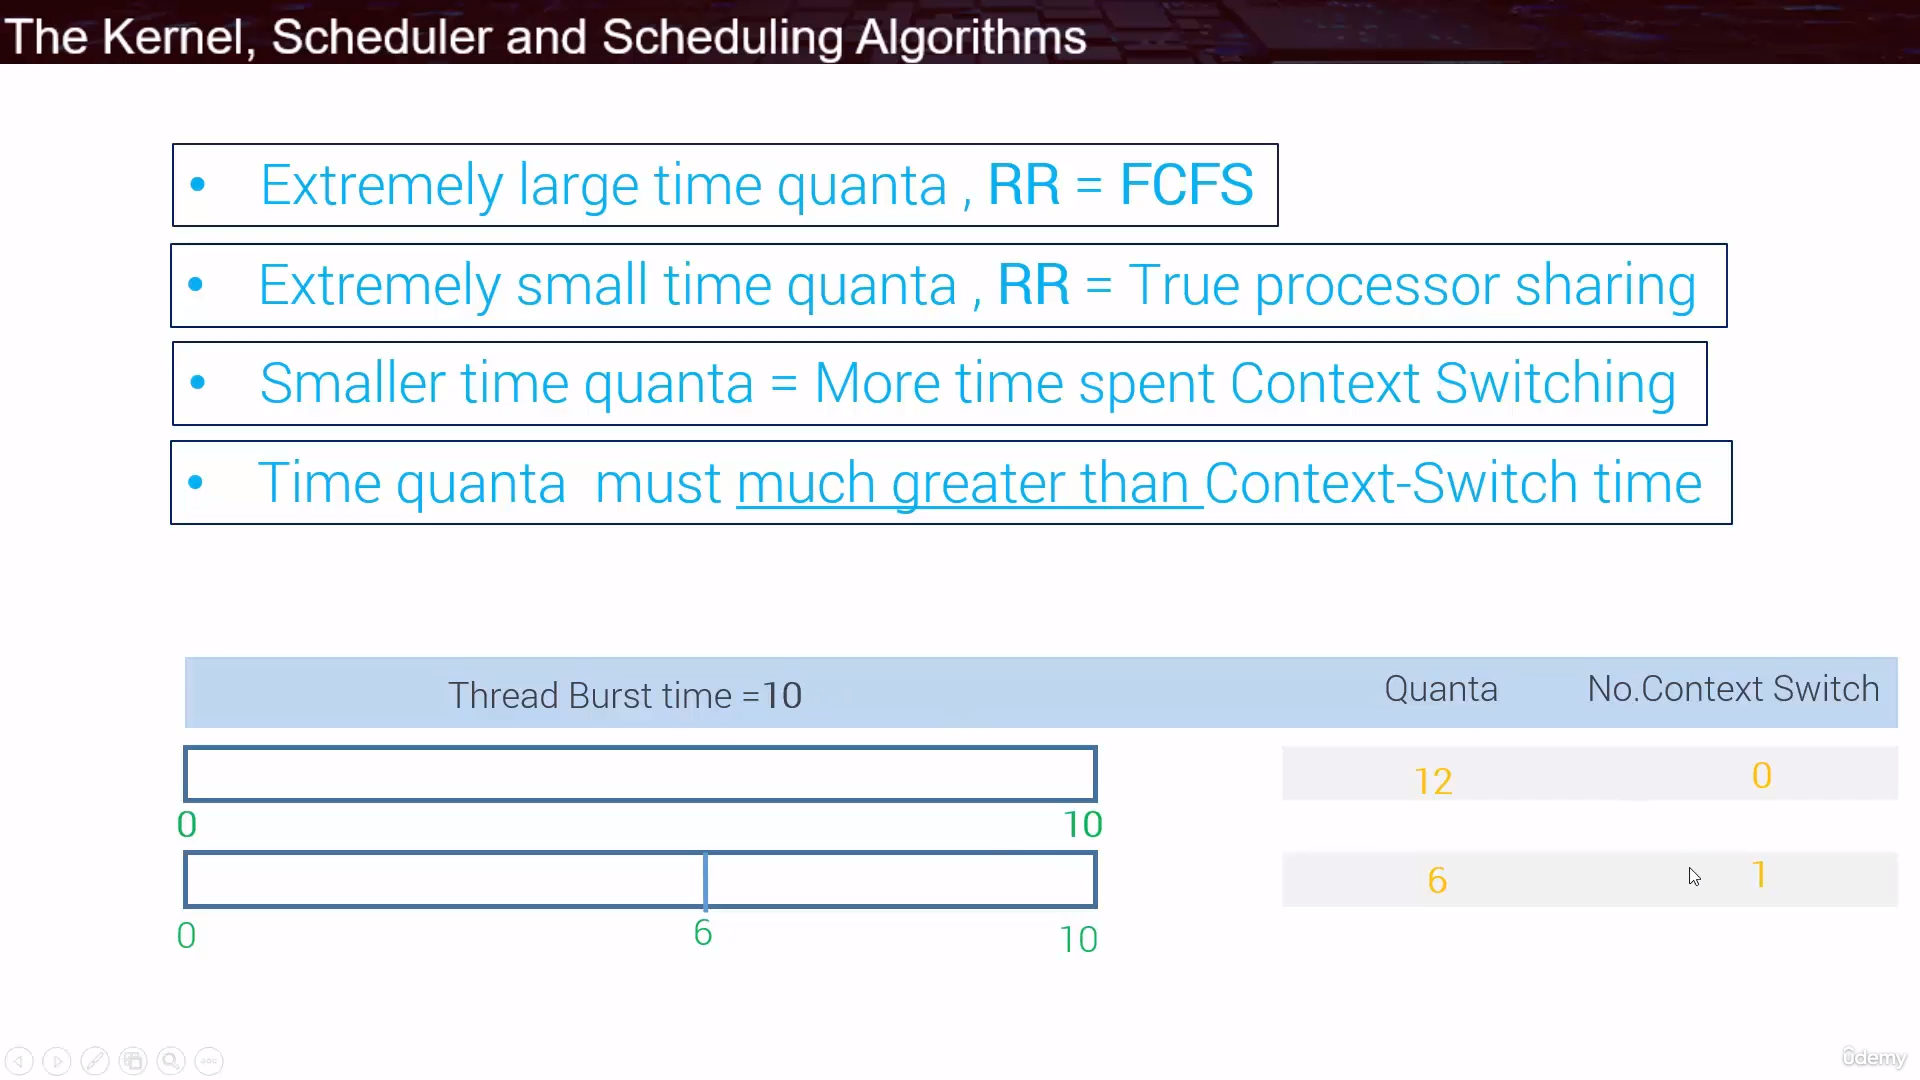 The Kernel, Scheduler and Scheduling Algorithms
• Extremely large time quanta , RR = FCFS
• Extremely small time quanta , RR = True processor sharing
• Smaller time quanta = More time spent Context Switching
• Time quanta must much greater than Context-Switch time
Thread Burst time =10 Quanta No.Context Switch
12 0
0 10
6 1
0 6 10
ûdemy